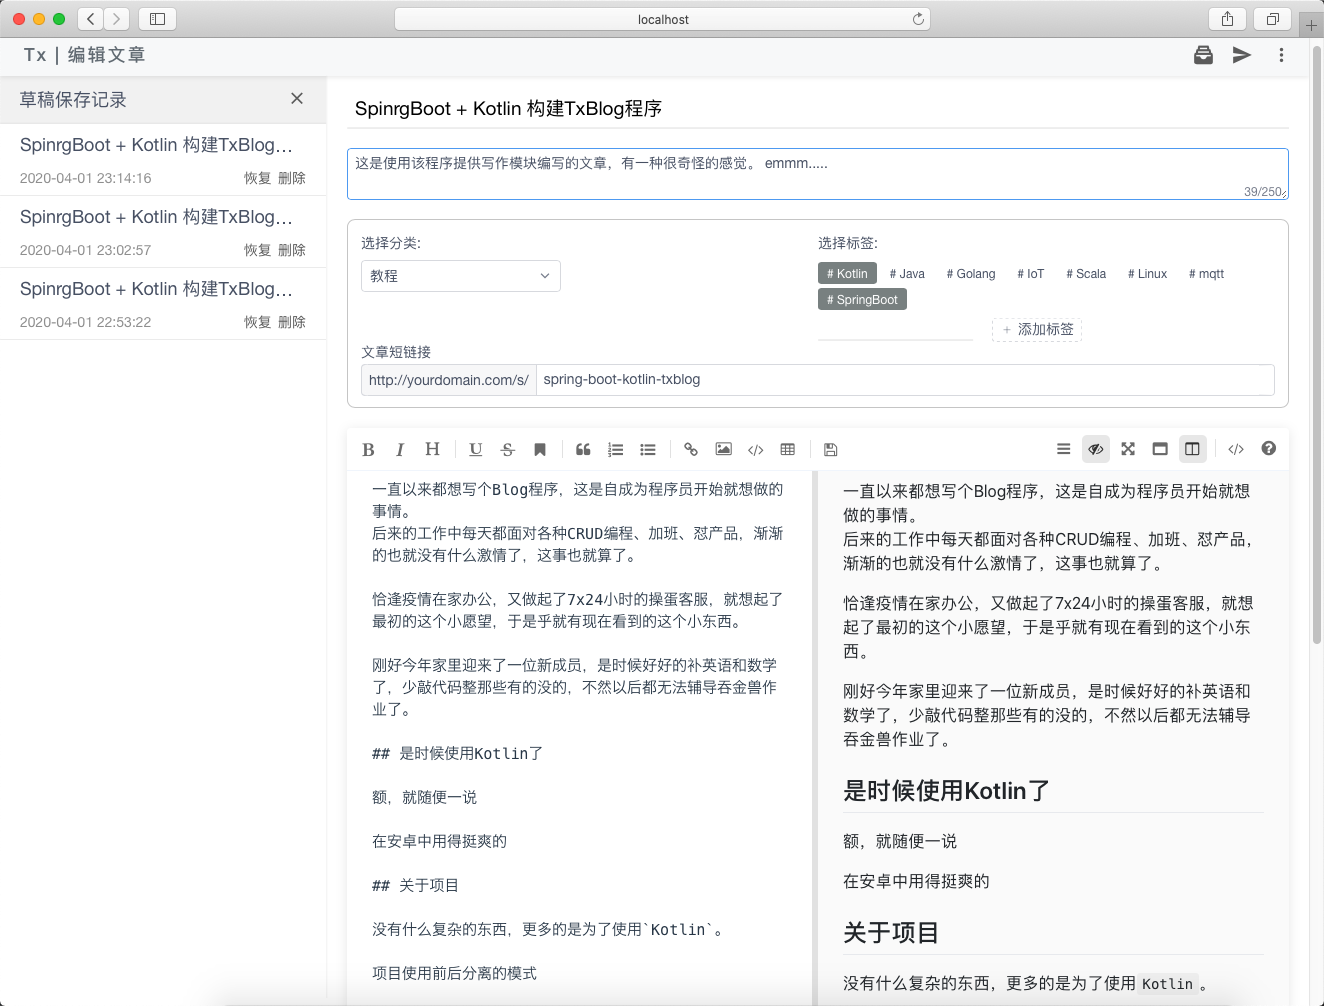 localhost
Tx | 编辑文章
草稿保存记录
SpinrgBoot + Kotlin 构建TxBlog...
2020-04-01 23:14:16 恢复 删除
SpinrgBoot + Kotlin 构建TxBlog...
2020-04-01 23:02:57 恢复 删除
SpinrgBoot + Kotlin 构建TxBlog...
2020-04-01 22:53:22 恢复 删除
SpinrgBoot + Kotlin 构建TxBlog程序
这是使用该程序提供写作模块编写的文章，有一种很奇怪的感觉。 emmm.....
39/250
选择分类:
教程
选择标签:
# Kotlin # Java # Golang # IoT # Scala # Linux # mqtt
# SpringBoot
+ 添加标签
文章短链接
http://yourdomain.com/s/ spring-boot-kotlin-txblog
B I H U S
一直以来都想写个Blog程序，这是自成为程序员开始就想做的
事情。
后来的工作中每天都面对各种CRUD编程、加班、怼产品，渐渐
的也就没有什么激情了，这事也就算了。
恰逢疫情在家办公，又做起了7x24小时的操蛋客服，就想起了
最初的这个小愿望，于是乎就有现在看到的这个小东西。
刚好今年家里迎来了一位新成员，是时候好好的补英语和数学
了，少敲代码整那些有的没的，不然以后都无法辅导吞金兽作
业了。
## 是时候使用Kotlin了
额，就随便一说
在安卓中用得挺爽的
## 关于项目
没有什么复杂的东西，更多的是为了使用`Kotlin`。
项目使用前后分离的模式
一直以来都想写个Blog程序，这是自成为程序员开始就想
做的事情。
后来的工作中每天都面对各种CRUD编程、加班、怼产品，
渐渐的也就没有什么激情了，这事也就算了。
恰逢疫情在家办公，又做起了7x24小时的操蛋客服，就想
起了最初的这个小愿望，于是乎就有现在看到的这个小东
西。
刚好今年家里迎来了一位新成员，是时候好好的补英语和
数学了，少敲代码整那些有的没的，不然以后都无法辅导
吞金兽作业了。
是时候使用Kotlin了
额，就随便一说
在安卓中用得挺爽的
关于项目
没有什么复杂的东西，更多的是为了使用 Kotlin 。